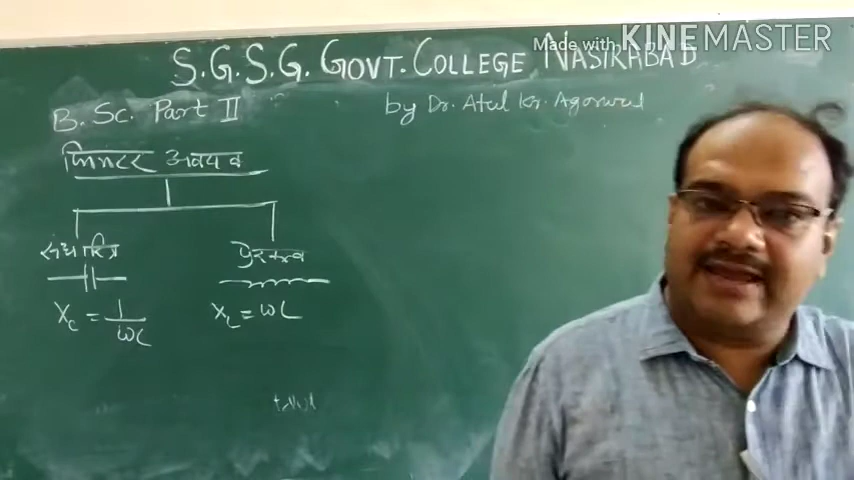 Made with KINEMASTER
S.G.S.G. GOVT. COLLEGE NASIRABAD
B.Sc. Part II
by Dr. Atul Kr. Agarwal
फिल्टर अवयव
संधारित्र
प्रेरकत्व
X_C = 1/ωC
X_L = ωL